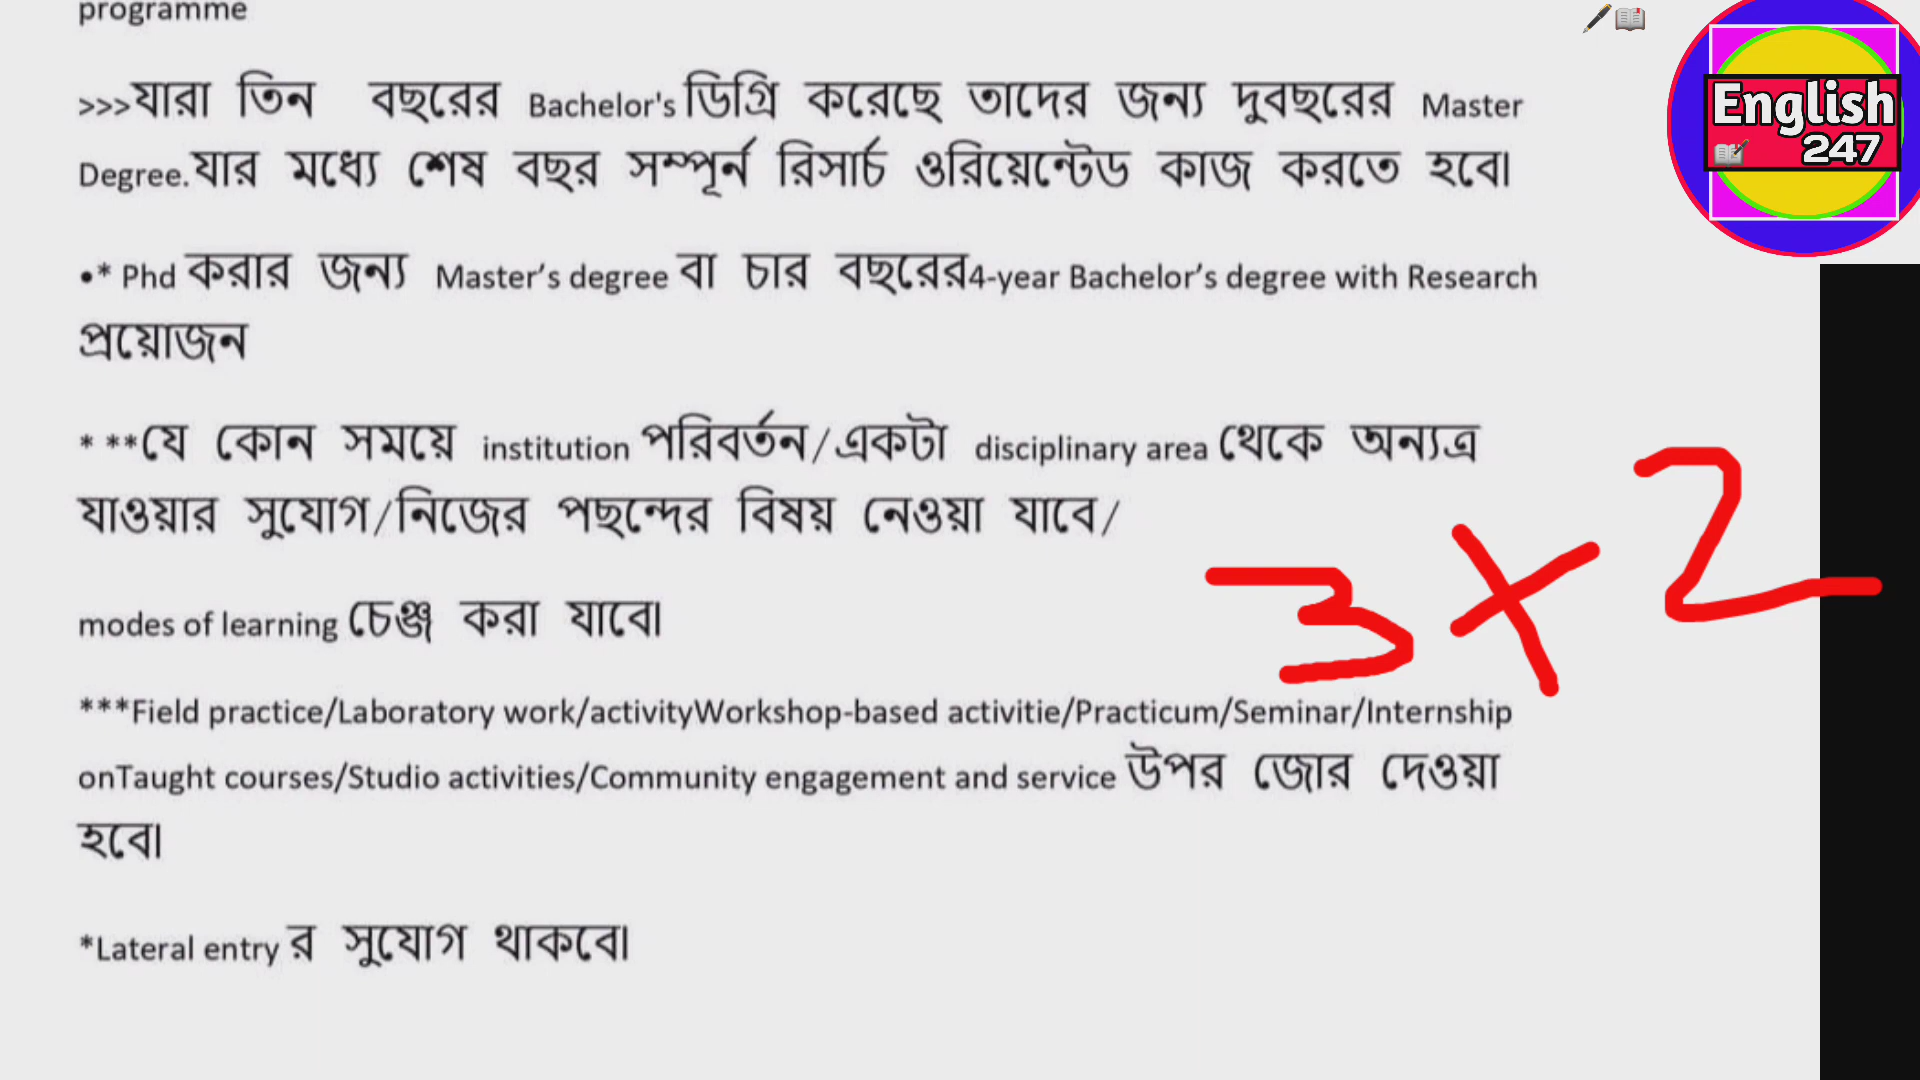 programme
>>>যারা তিন বছরের Bachelor's ডিগ্রি করেছে তাদের জন্য দুবছরের Master
Degree.যার মধ্যে শেষ বছর সম্পূর্ন রিসার্চ ওরিয়েন্টেড কাজ করতে হবে।
•* Phd করার জন্য Master’s degree বা চার বছরের4-year Bachelor’s degree with Research
প্রয়োজন
* **যে কোন সময়ে institution পরিবর্তন/একটা disciplinary area থেকে অন্যত্র
যাওয়ার সুযোগ/নিজের পছন্দের বিষয় নেওয়া যাবে/
modes of learning চেঞ্জ করা যাবে।
***Field practice/Laboratory work/activityWorkshop-based activitie/Practicum/Seminar/Internship
onTaught courses/Studio activities/Community engagement and service উপর জোর দেওয়া
হবে।
*Lateral entry র সুযোগ থাকবে।
3 x 2
English
247